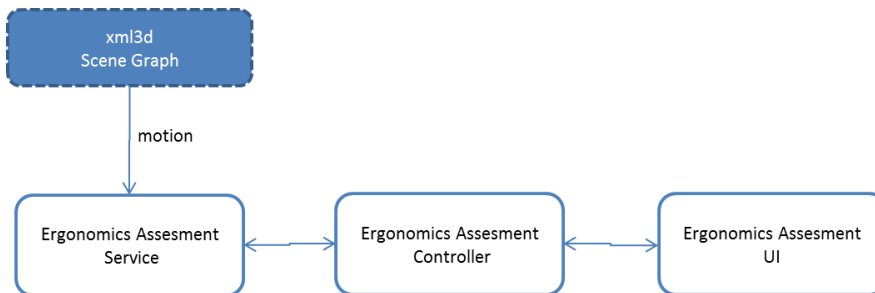 xml3d
Scene Graph
motion
Ergonomics Assesment
Service
Ergonomics Assesment
Controller
Ergonomics Assesment
UI